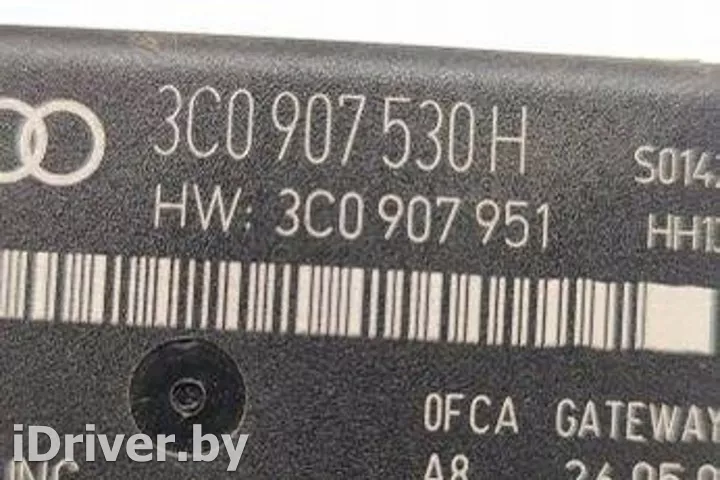 3C0 907 530 H
HW: 3C0 907 951
0FCA GATEWAY
A8
iDriver.by